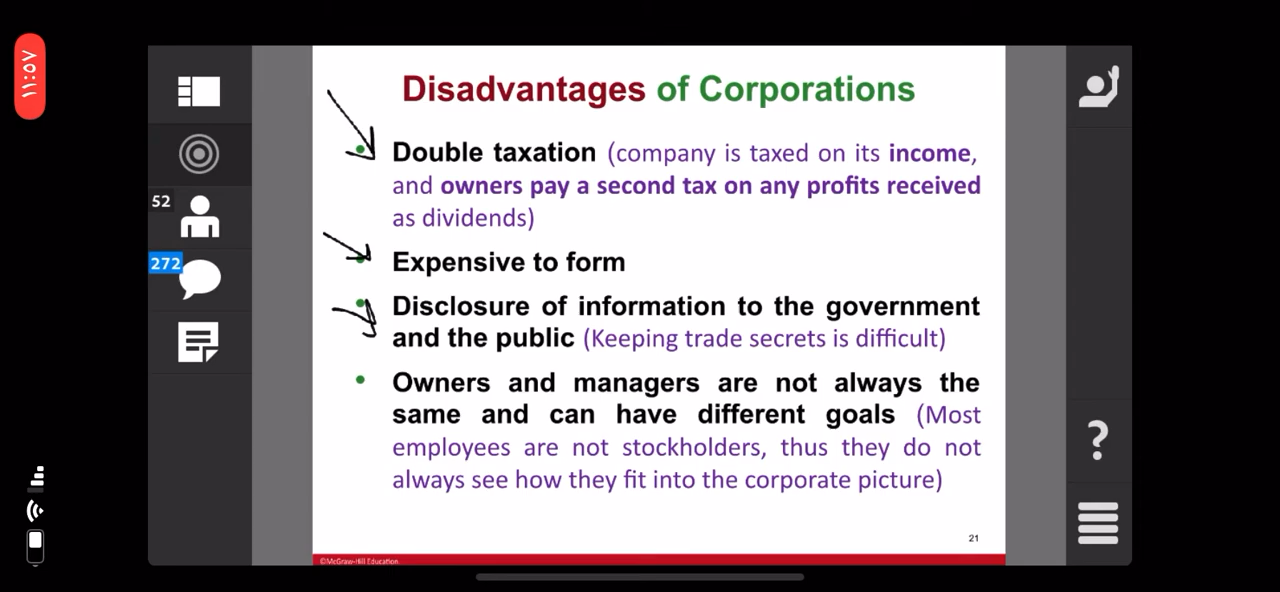 ١١:٥٧
Disadvantages of Corporations
52
272
• Double taxation (company is taxed on its income,
and owners pay a second tax on any profits received
as dividends)
• Expensive to form
• Disclosure of information to the government
and the public (Keeping trade secrets is difficult)
• Owners and managers are not always the
same and can have different goals (Most
employees are not stockholders, thus they do not
always see how they fit into the corporate picture)
?
21
©McGraw-Hill Education.